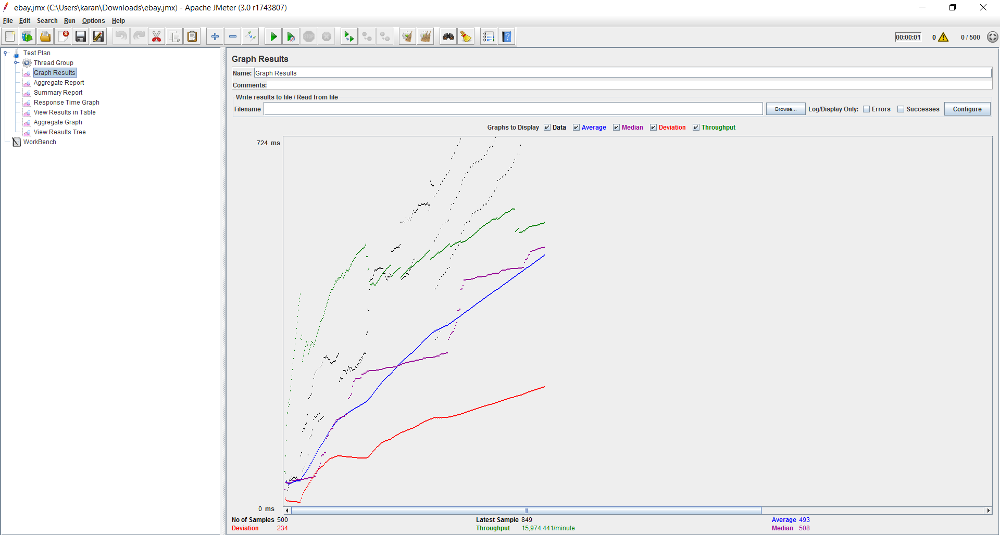 ebay.jmx (C:\Users\karan\Downloads\ebay.jmx) - Apache JMeter (3.0 r1743807)
File Edit Search Run Options Help
STOP
00:00:01 0 0 / 500
Test Plan
Thread Group
Graph Results
Aggregate Report
Summary Report
Response Time Graph
View Results in Table
Aggregate Graph
View Results Tree
WorkBench
Graph Results
Name: Graph Results
Comments:
Write results to file / Read from file
Filename Browse... Log/Display Only: Errors Successes Configure
Graphs to Display Data Average Median Deviation Throughput
724 ms
0 ms
No of Samples 500 Latest Sample 849 Average 493
Deviation 234 Throughput 15,974.441/minute Median 508